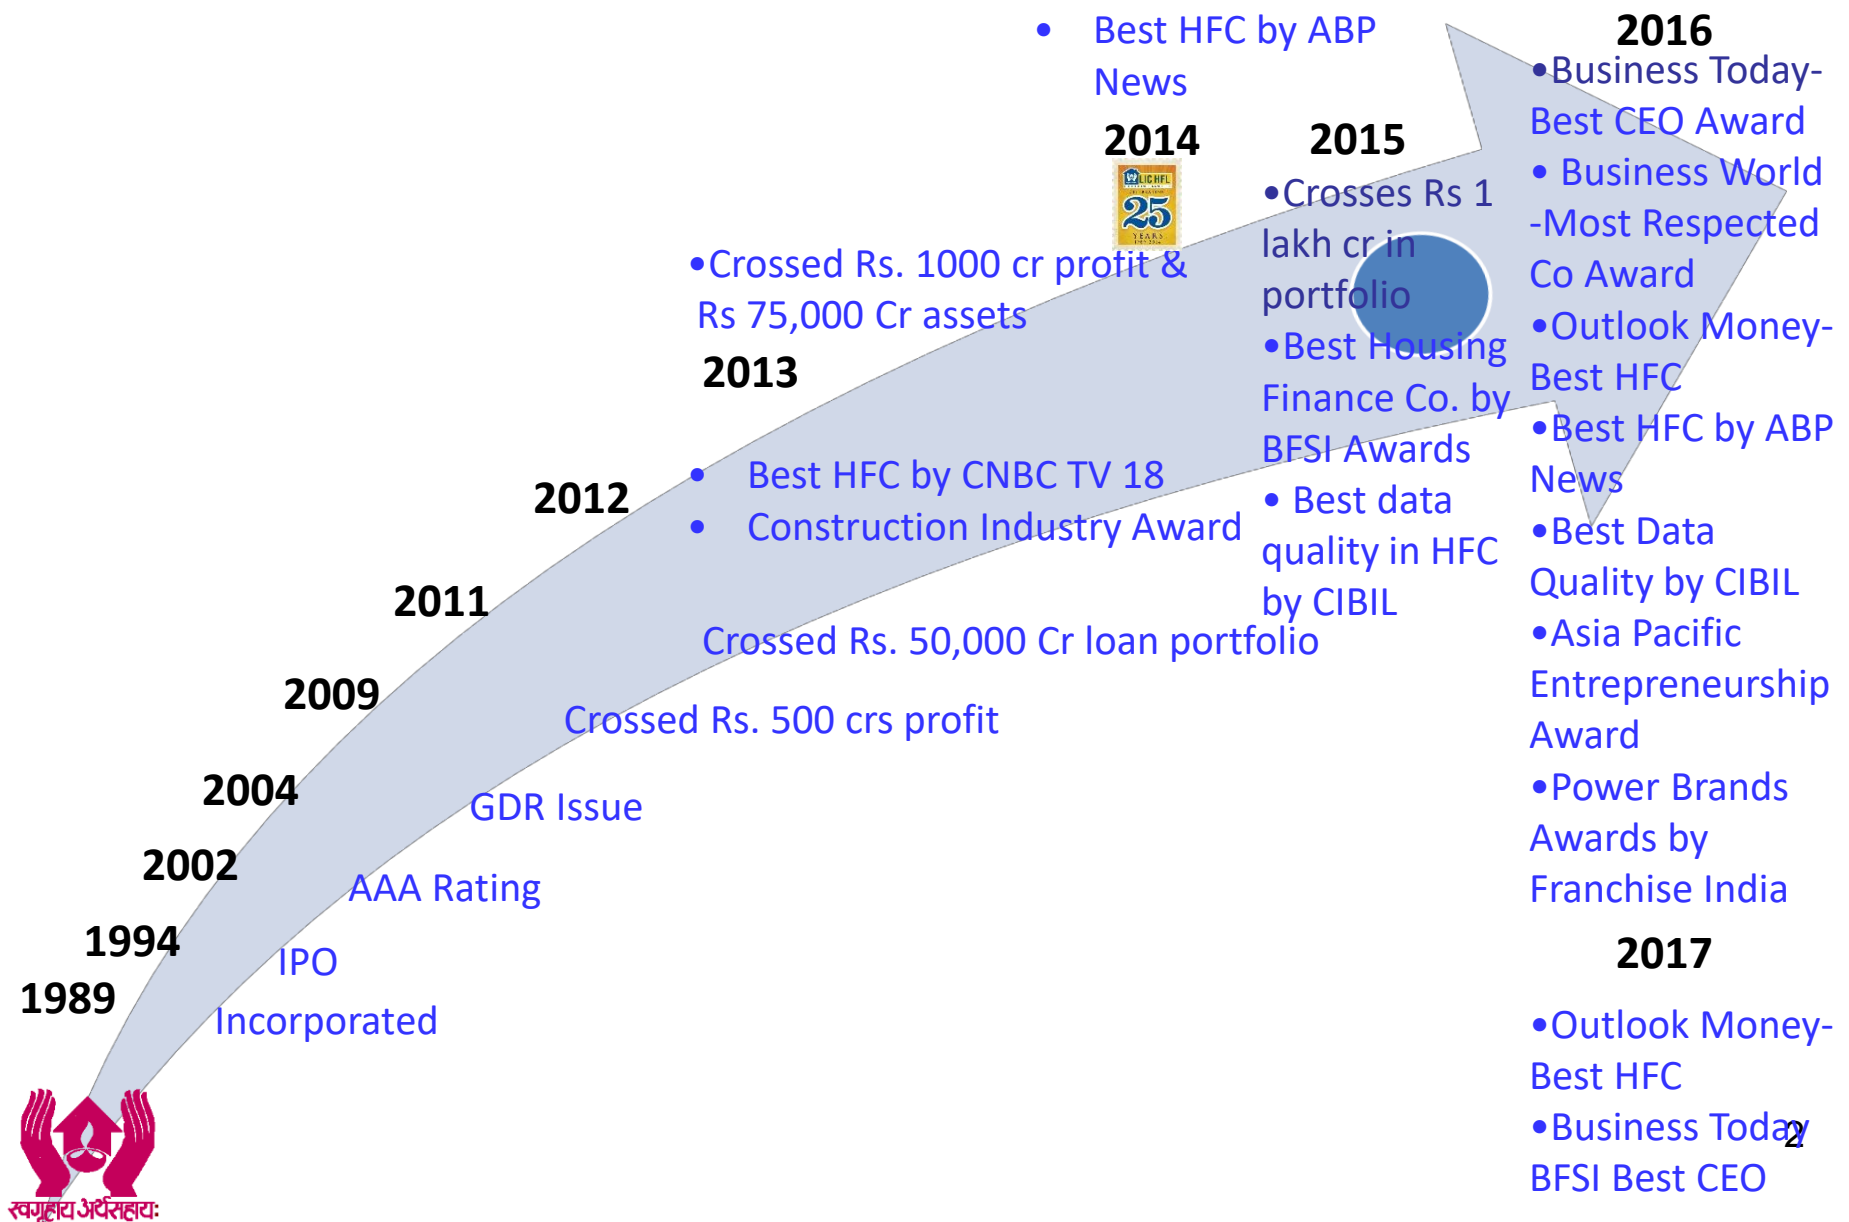 • Best HFC by ABP
News
2014
LIC HFL
25
YEARS
2015
•Crosses Rs 1
lakh cr in
portfolio
•Best Housing
Finance Co. by
BFSI Awards
• Best data
quality in HFC
by CIBIL
2016
•Business Today-
Best CEO Award
• Business World
-Most Respected
Co Award
•Outlook Money-
Best HFC
•Best HFC by ABP
News
•Best Data
Quality by CIBIL
•Asia Pacific
Entrepreneurship
Award
•Power Brands
Awards by
Franchise India
2017
•Outlook Money-
Best HFC
•Business Today
BFSI Best CEO
•Crossed Rs. 1000 cr profit &
Rs 75,000 Cr assets
2013
• Best HFC by CNBC TV 18
• Construction Industry Award
2012
Crossed Rs. 50,000 Cr loan portfolio
2011
Crossed Rs. 500 crs profit
2009
GDR Issue
2004
AAA Rating
2002
IPO
1994
Incorporated
1989
स्वगृहाय अर्थसहायः
2